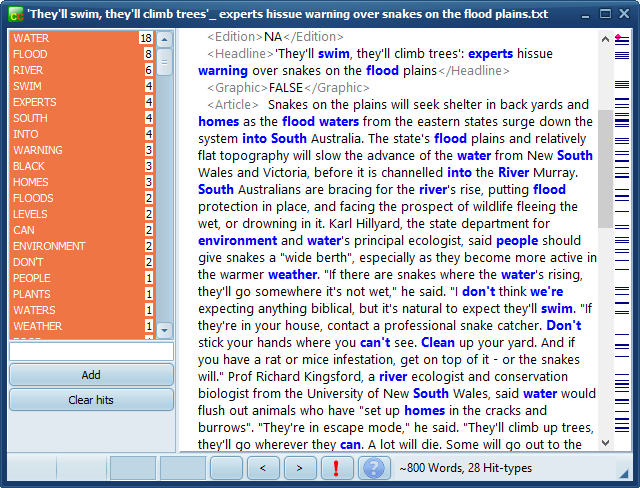 'They'll swim, they'll climb trees'_ experts hissue warning over snakes on the flood plains.txt
WATER 18
FLOOD 8
RIVER 6
SWIM 4
EXPERTS 4
SOUTH 4
INTO 4
WARNING 3
BLACK 3
HOMES 3
FLOODS 2
LEVELS 2
CAN 2
ENVIRONMENT 2
DON'T 2
PEOPLE 1
PLANTS 1
WATERS 1
WEATHER 1
Add
Clear hits
<Edition>NA</Edition>
<Headline>'They'll swim, they'll climb trees': experts hissue
warning over snakes on the flood plains</Headline>
<Graphic>FALSE</Graphic>
<Article> Snakes on the plains will seek shelter in back yards and
homes as the flood waters from the eastern states surge down the
system into South Australia. The state's flood plains and relatively
flat topography will slow the advance of the water from New South
Wales and Victoria, before it is channelled into the River Murray.
South Australians are bracing for the river's rise, putting flood
protection in place, and facing the prospect of wildlife fleeing the
wet, or drowning in it. Karl Hillyard, the state department for
environment and water's principal ecologist, said people should
give snakes a "wide berth", especially as they become more active in
the warmer weather. "If there are snakes where the water's rising,
they'll go somewhere it's not wet," he said. "I don't think we're
expecting anything biblical, but it's natural to expect they'll swim. "If
they're in your house, contact a professional snake catcher. Don't
stick your hands where you can't see. Clean up your yard. And if
you have a rat or mice infestation, get on top of it - or the snakes
will." Prof Richard Kingsford, a river ecologist and conservation
biologist from the University of New South Wales, said water would
flush out animals who have "set up homes in the cracks and
burrows". "They're in escape mode," he said. "They'll climb up trees,
they'll go wherever they can. A lot will die. Some will go out to the
< > ! ? ~800 Words, 28 Hit-types